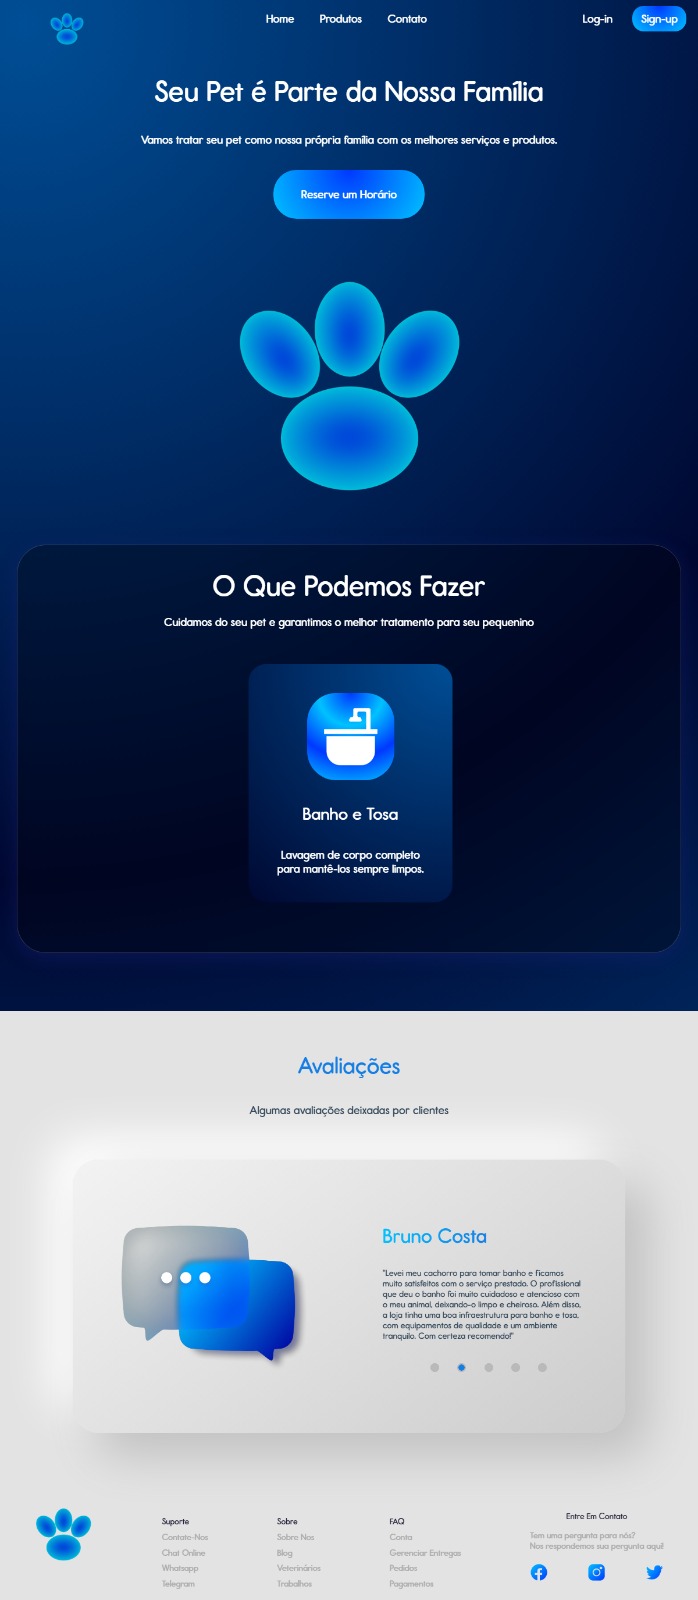 Home Produtos Contato Log-in Sign-up
Seu Pet é Parte da Nossa Família
Vamos tratar seu pet como nossa própria família com os melhores serviços e produtos.
Reserve um Horário
O Que Podemos Fazer
Cuidamos do seu pet e garantimos o melhor tratamento para seu pequenino
Banho e Tosa
Lavagem de corpo completo
para mantê-los sempre limpos.
Avaliações
Algumas avaliações deixadas por clientes
Bruno Costa
"Levei meu cachorro para tomar banho e ficamos
muito satisfeitos com o serviço prestado. O profissional
que deu o banho foi muito cuidadoso e atencioso com
o meu animal, deixando-o limpo e cheiroso. Além disso,
a loja tinha uma boa infraestrutura para banho e tosa,
com equipamentos de qualidade e um ambiente
tranquilo. Com certeza recomendo!"
Suporte
Contate-Nos
Chat Online
Whatsapp
Telegram
Sobre
Sobre Nos
Blog
Veterinários
Trabalhos
FAQ
Conta
Gerenciar Entregas
Pedidos
Pagamentos
Entre Em Contato
Tem uma pergunta para nós?
Nos respondemos sua pergunta aqui!